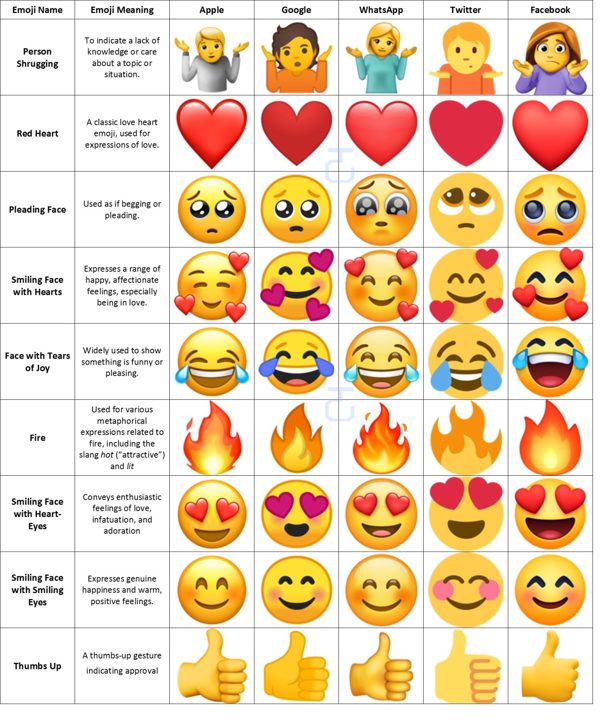 Emoji Name Emoji Meaning Apple Google WhatsApp Twitter Facebook
Person
Shrugging
To indicate a lack of
knowledge or care
about a topic or
situation.
Red Heart
A classic love heart
emoji, used for
expressions of love.
Pleading Face
Used as if begging or
pleading.
Smiling Face
with Hearts
Expresses a range of
happy, affectionate
feelings, especially
being in love.
Face with Tears
of Joy
Widely used to show
something is funny or
pleasing.
Fire
Used for various
metaphorical
expressions related to
fire, including the
slang hot (“attractive”)
and lit
Smiling Face
with Heart-
Eyes
Conveys enthusiastic
feelings of love,
infatuation, and
adoration
Smiling Face
with Smiling
Eyes
Expresses genuine
happiness and warm,
positive feelings.
Thumbs Up
A thumbs-up gesture
indicating approval